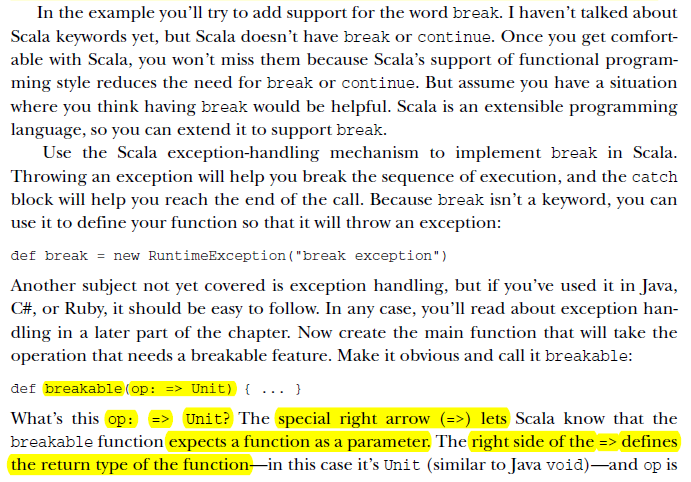 In the example you'll try to add support for the word break. I haven't talked about
Scala keywords yet, but Scala doesn't have break or continue. Once you get comfort-
able with Scala, you won't miss them because Scala's support of functional program-
ming style reduces the need for break or continue. But assume you have a situation
where you think having break would be helpful. Scala is an extensible programming
language, so you can extend it to support break.
Use the Scala exception-handling mechanism to implement break in Scala.
Throwing an exception will help you break the sequence of execution, and the catch
block will help you reach the end of the call. Because break isn't a keyword, you can
use it to define your function so that it will throw an exception:
def break = new RuntimeException("break exception")
Another subject not yet covered is exception handling, but if you've used it in Java,
C#, or Ruby, it should be easy to follow. In any case, you'll read about exception han-
dling in a later part of the chapter. Now create the main function that will take the
operation that needs a breakable feature. Make it obvious and call it breakable:
def breakable(op: => Unit) { ... }
What's this op: => Unit? The special right arrow (=>) lets Scala know that the
breakable function expects a function as a parameter. The right side of the => defines
the return type of the function—in this case it's Unit (similar to Java void)—and op is